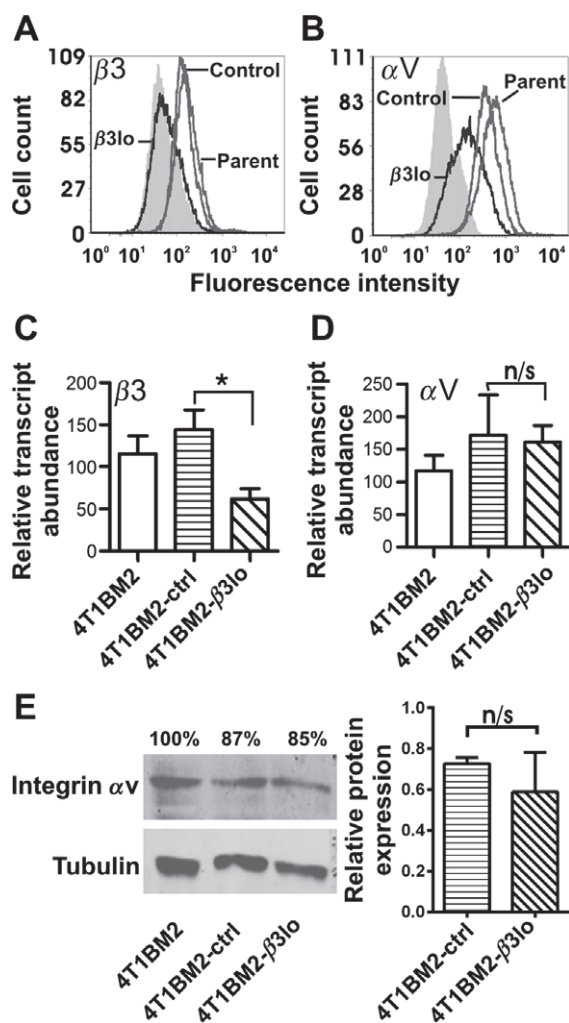 A
β3
109
82
55
27
0
Cell count
Control
β3lo
Parent
10⁰ 10¹ 10² 10³ 10⁴
B
αV
111
83
56
28
0
Cell count
Control
Parent
β3lo
10⁰ 10¹ 10² 10³ 10⁴
Fluorescence intensity
C
β3
*
200
150
100
50
0
Relative transcript
abundance
4T1BM2
4T1BM2-ctrl
4T1BM2-β3lo
D
αV
n/s
250
200
150
100
50
0
Relative transcript
abundance
4T1BM2
4T1BM2-ctrl
4T1BM2-β3lo
E
100% 87% 85%
Integrin αv
Tubulin
4T1BM2
4T1BM2-ctrl
4T1BM2-β3lo
n/s
1.0
0.8
0.6
0.4
0.2
0.0
Relative protein
expression
4T1BM2-ctrl
4T1BM2-β3lo